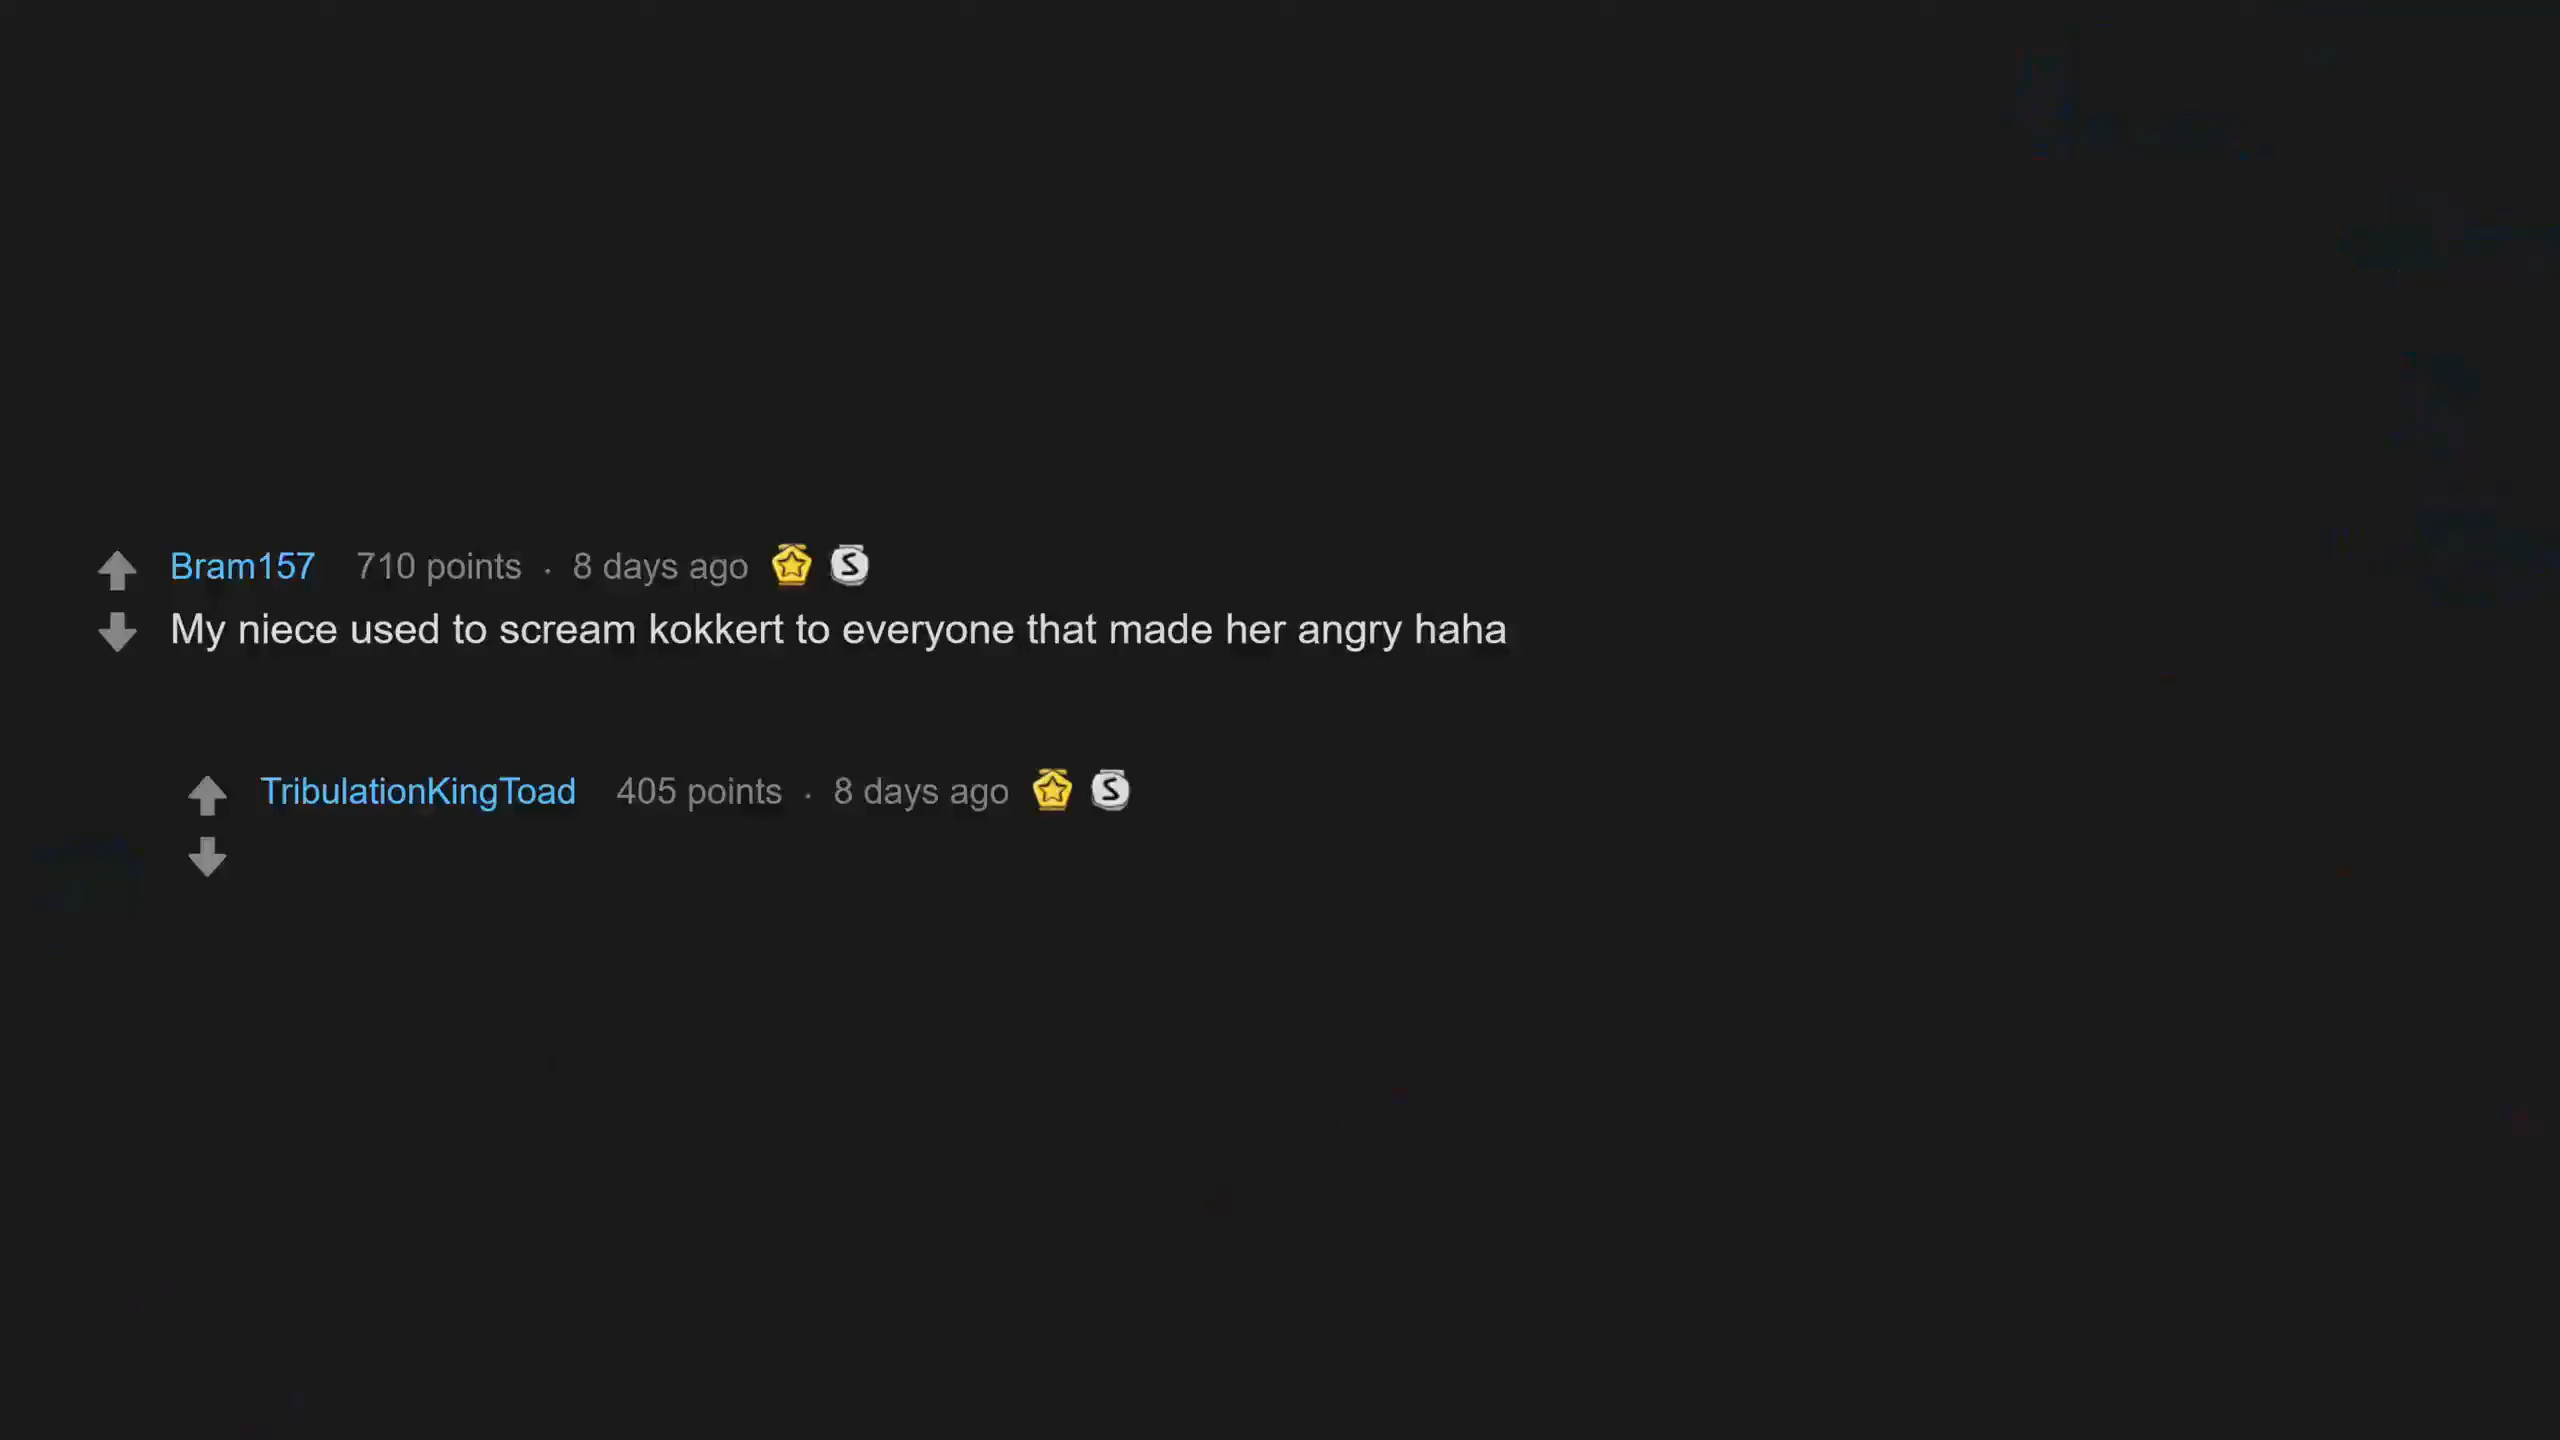 Bram157 710 points · 8 days ago
My niece used to scream kokkert to everyone that made her angry haha
TribulationKingToad 405 points · 8 days ago